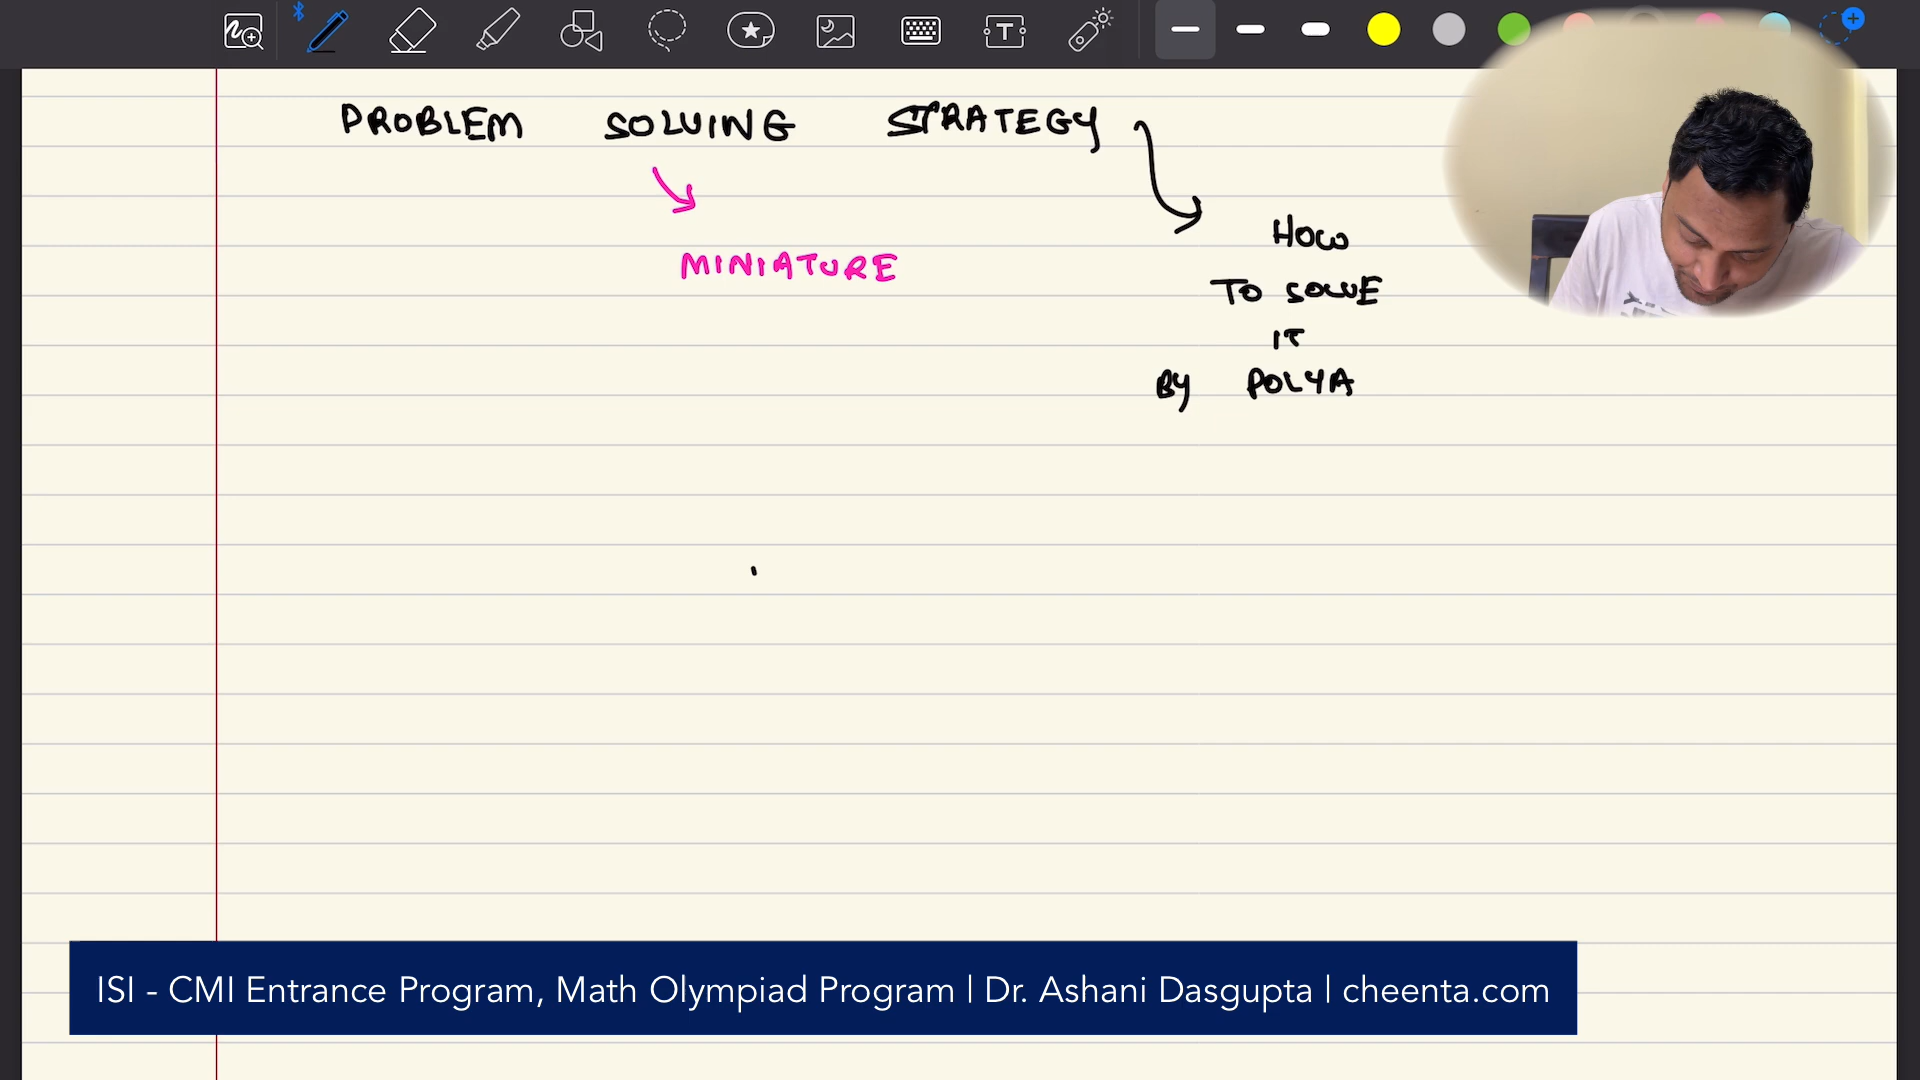 PROBLEM SOLVING STRATEGY
MINIATURE
HOW
TO SOLVE
IT
BY POLYA
ISI - CMI Entrance Program, Math Olympiad Program | Dr. Ashani Dasgupta | cheenta.com